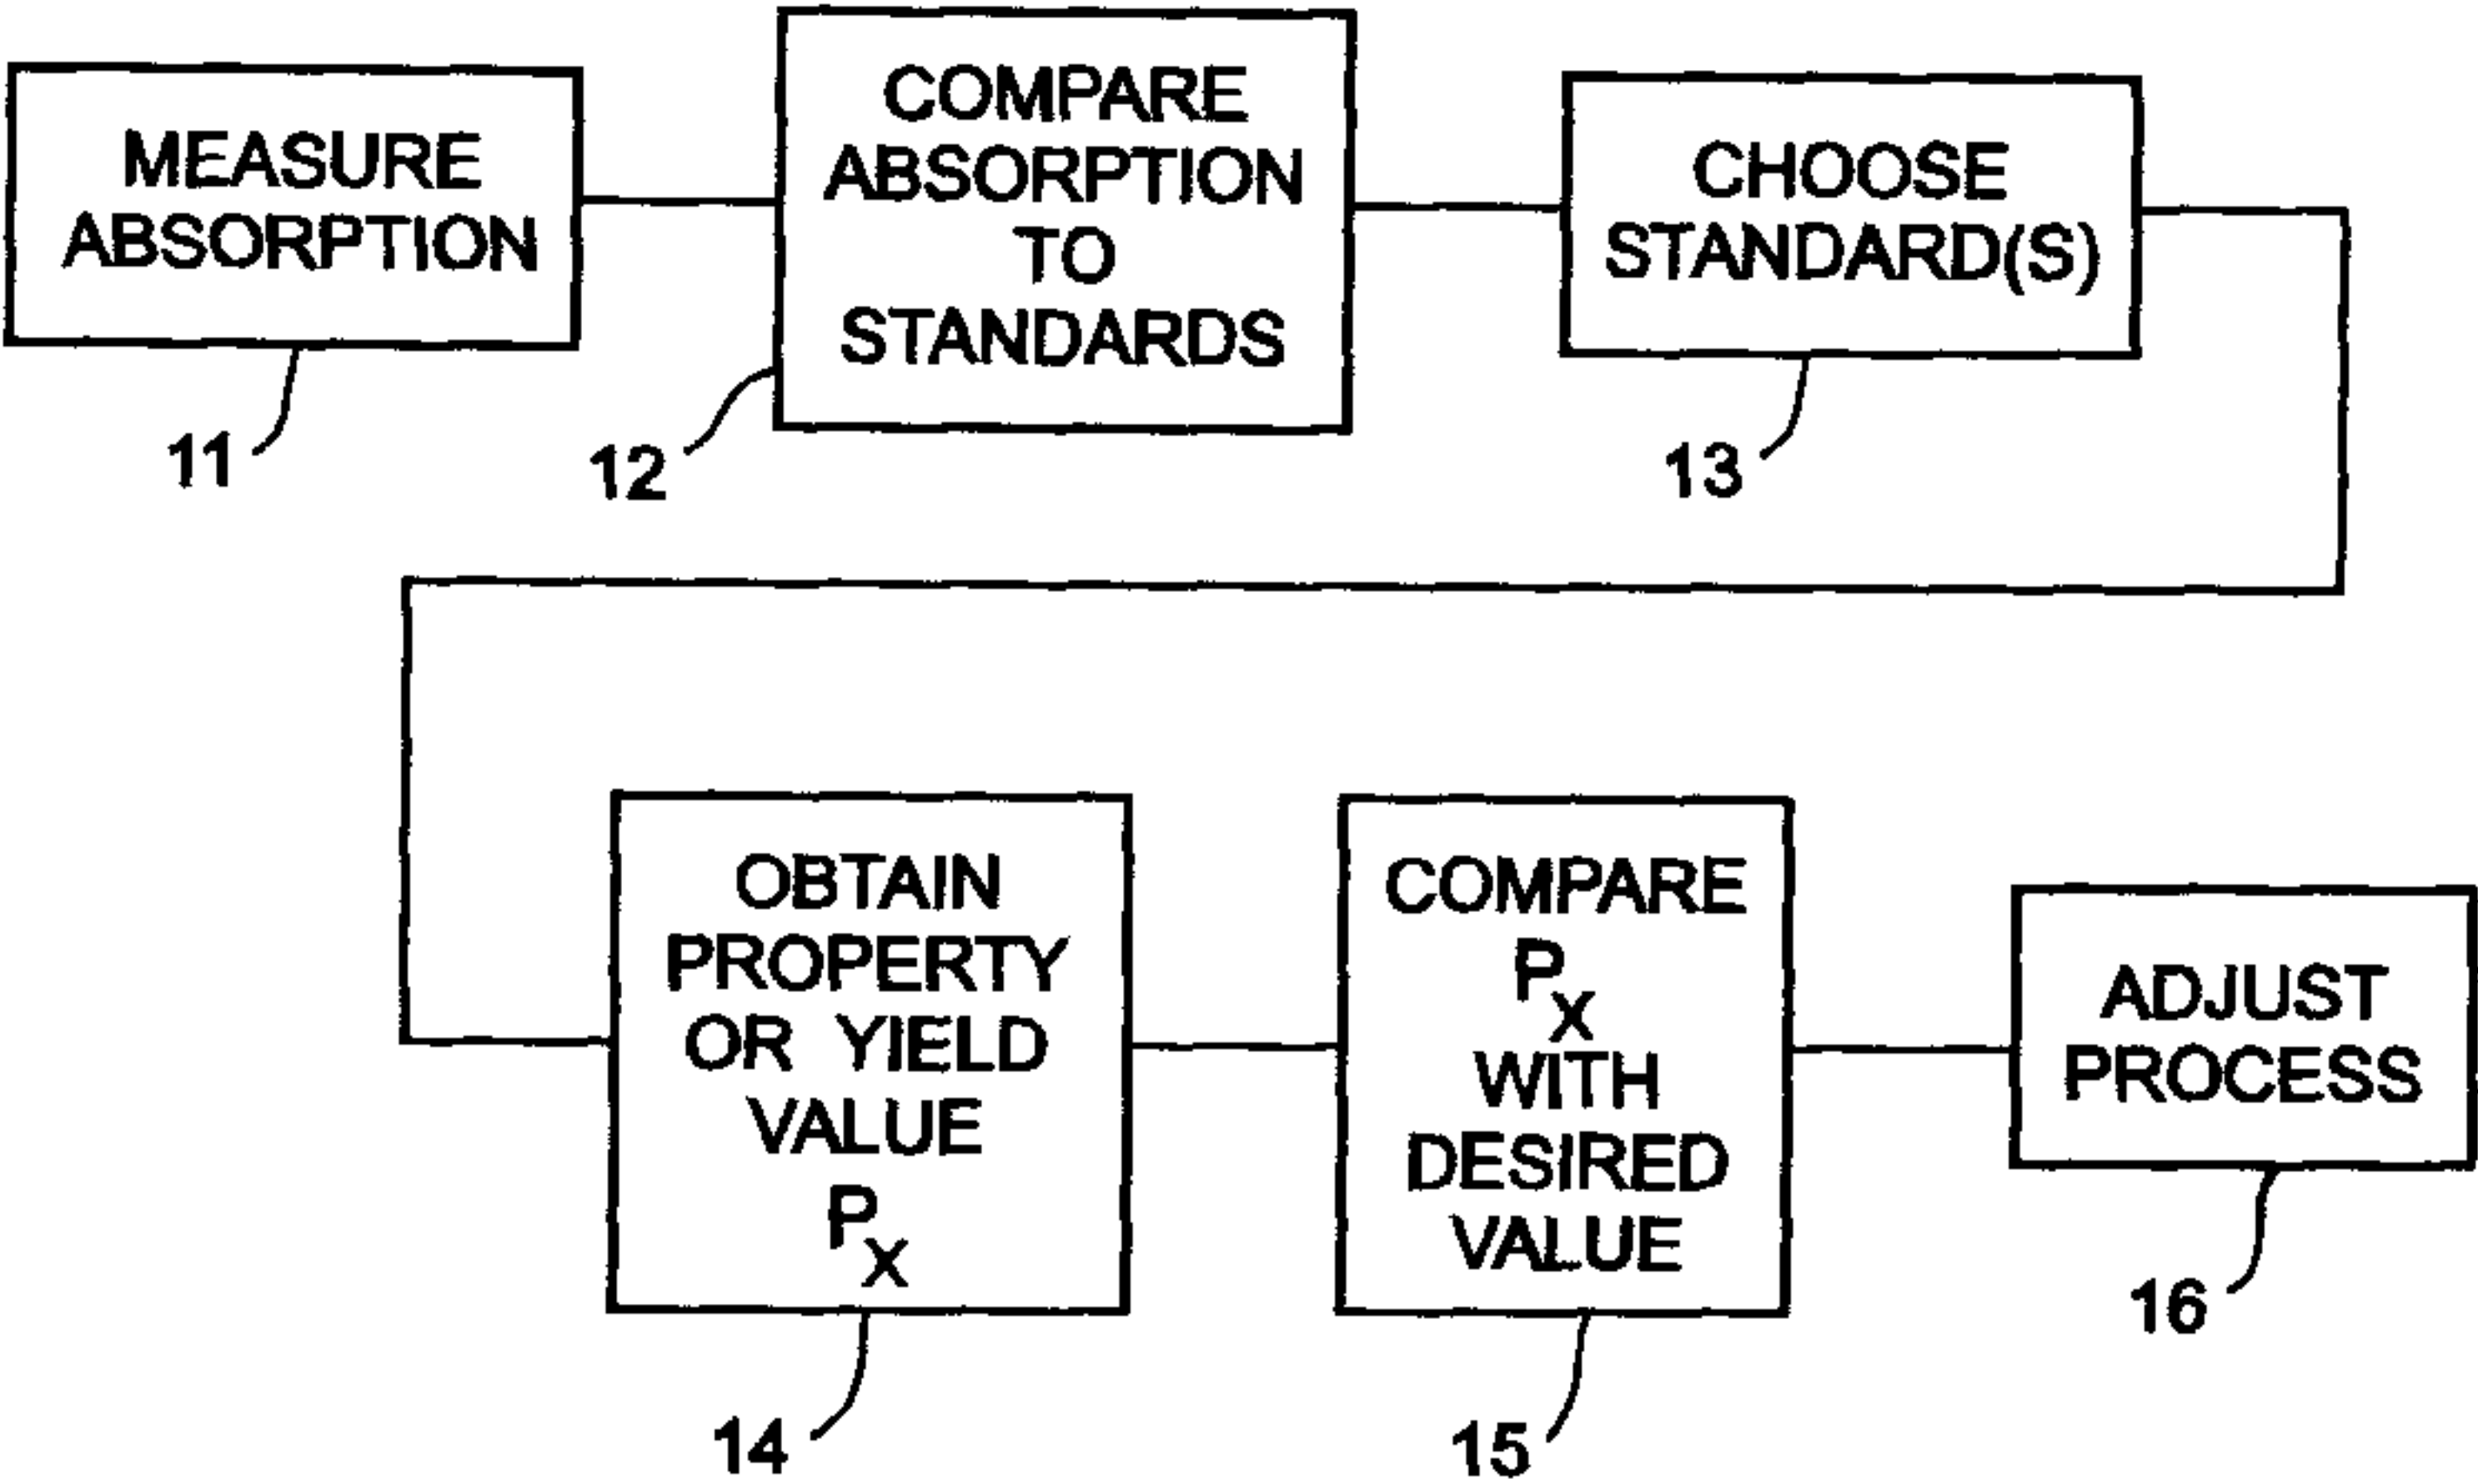 MEASURE
ABSORPTION
11
COMPARE
ABSORPTION
TO
STANDARDS
12
CHOOSE
STANDARD(S)
13
OBTAIN
PROPERTY
OR YIELD
VALUE
PX
14
COMPARE
PX
WITH
DESIRED
VALUE
15
ADJUST
PROCESS
16